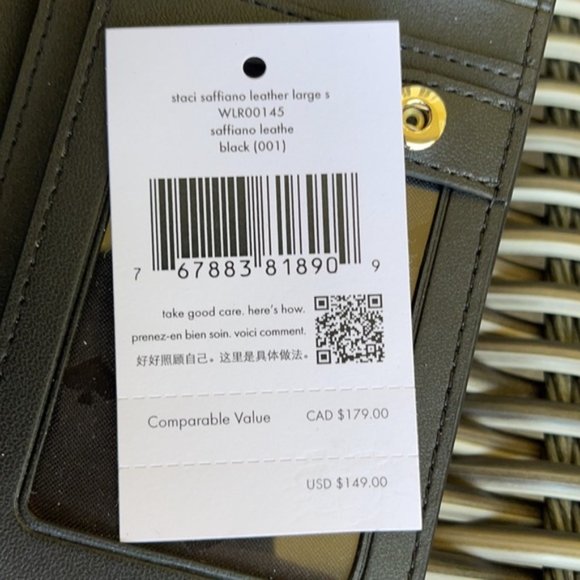 staci saffiano leather large s
WLR00145
saffiano leathe
black (001)
7 67883 81890 9
take good care. here's how.
prenez-en bien soin. voici comment.
好好照顾自己。这里是具体做法。
Comparable Value CAD $179.00
USD $149.00